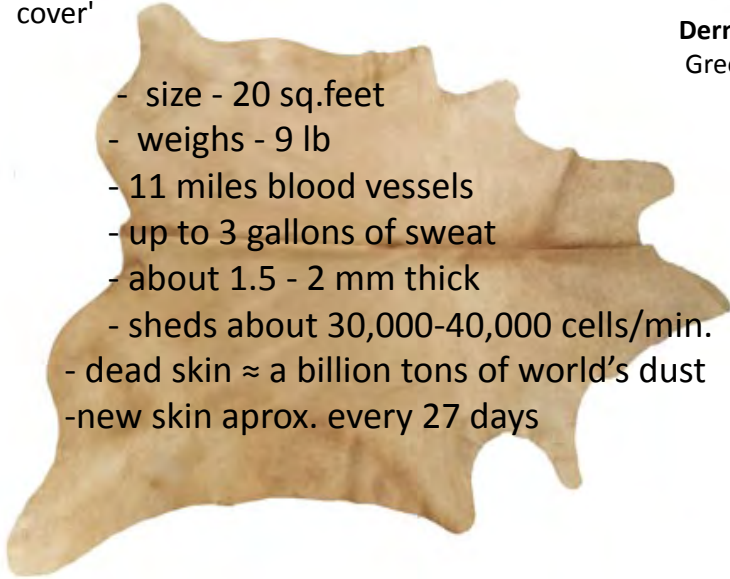 cover'
- size - 20 sq.feet
- weighs - 9 lb
- 11 miles blood vessels
- up to 3 gallons of sweat
- about 1.5 - 2 mm thick
- sheds about 30,000-40,000 cells/min.
- dead skin ≈ a billion tons of world's dust
-new skin aprox. every 27 days